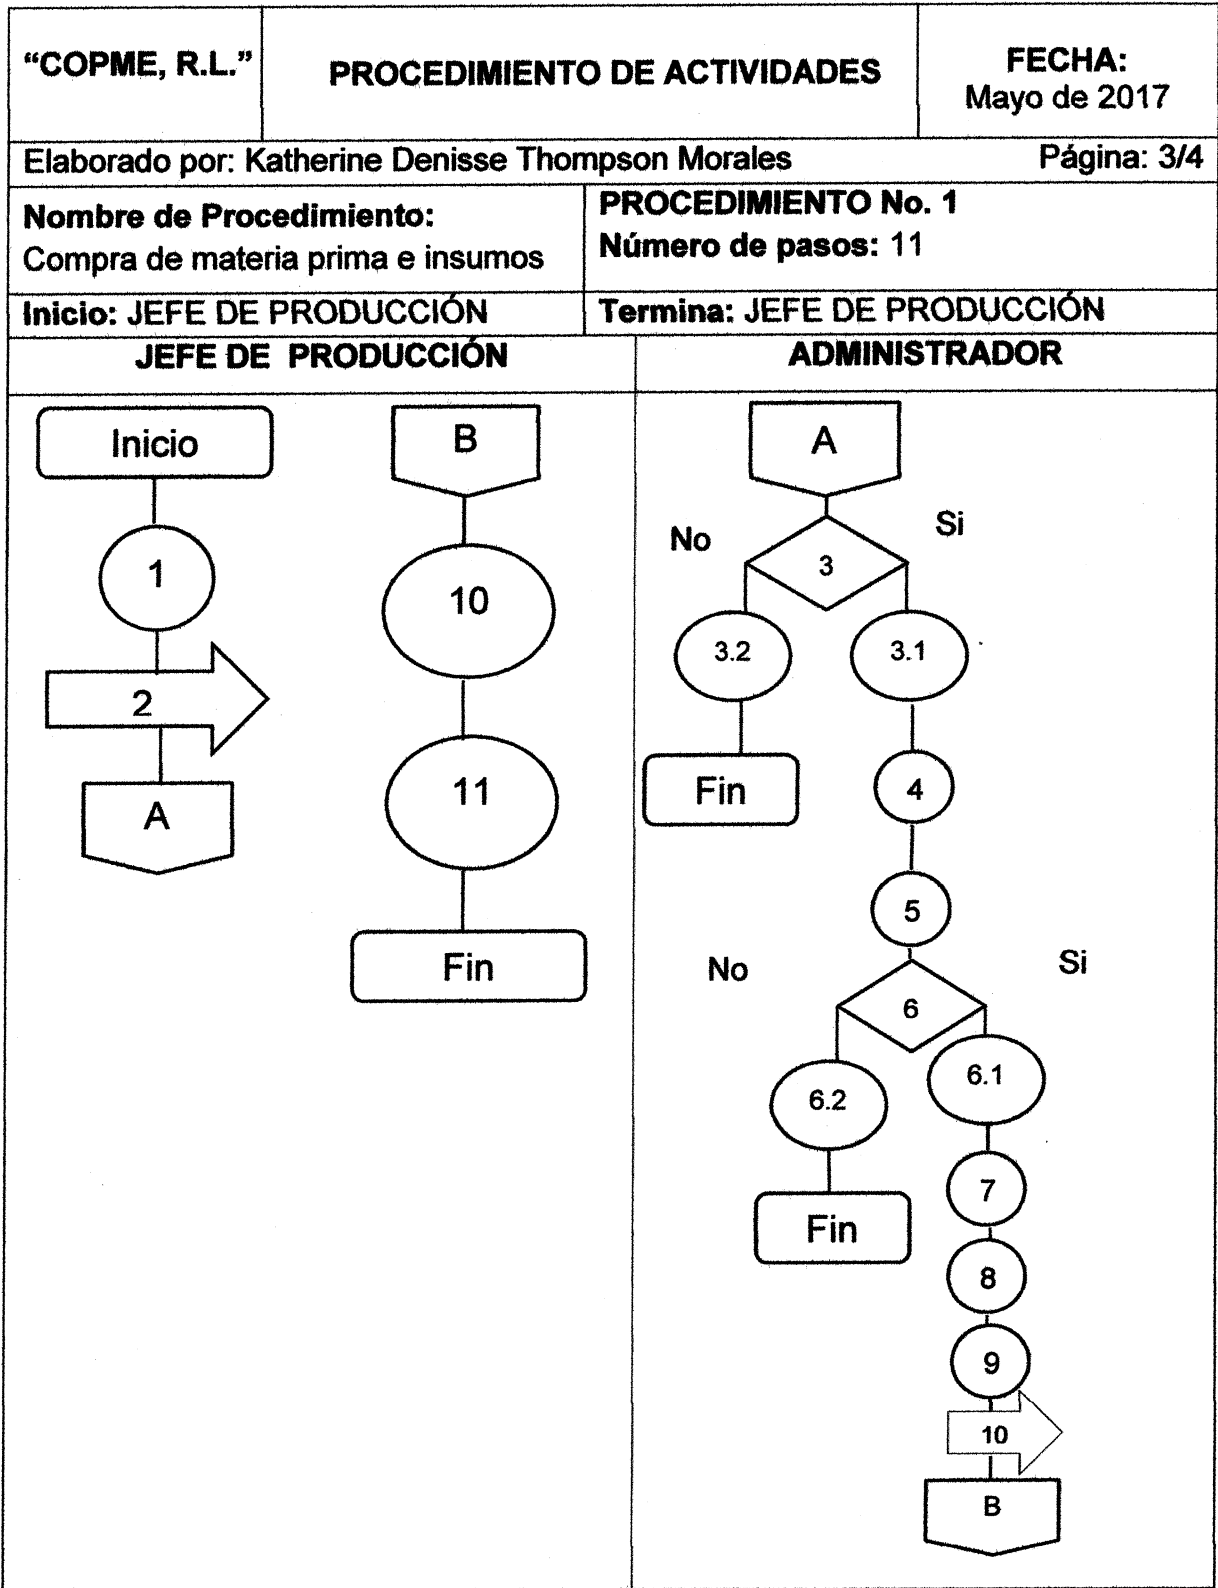 “COPME, R.L.”
PROCEDIMIENTO DE ACTIVIDADES
FECHA:
Mayo de 2017
Elaborado por: Katherine Denisse Thompson Morales
Página: 3/4
Nombre de Procedimiento:
Compra de materia prima e insumos
PROCEDIMIENTO No. 1
Número de pasos: 11
Inicio: JEFE DE PRODUCCIÓN
Termina: JEFE DE PRODUCCIÓN
JEFE DE PRODUCCIÓN
ADMINISTRADOR
Inicio
1
2
A
B
10
11
Fin
A
No
Si
3
3.2
3.1
Fin
4
5
No
Si
6
6.2
6.1
Fin
7
8
9
10
B